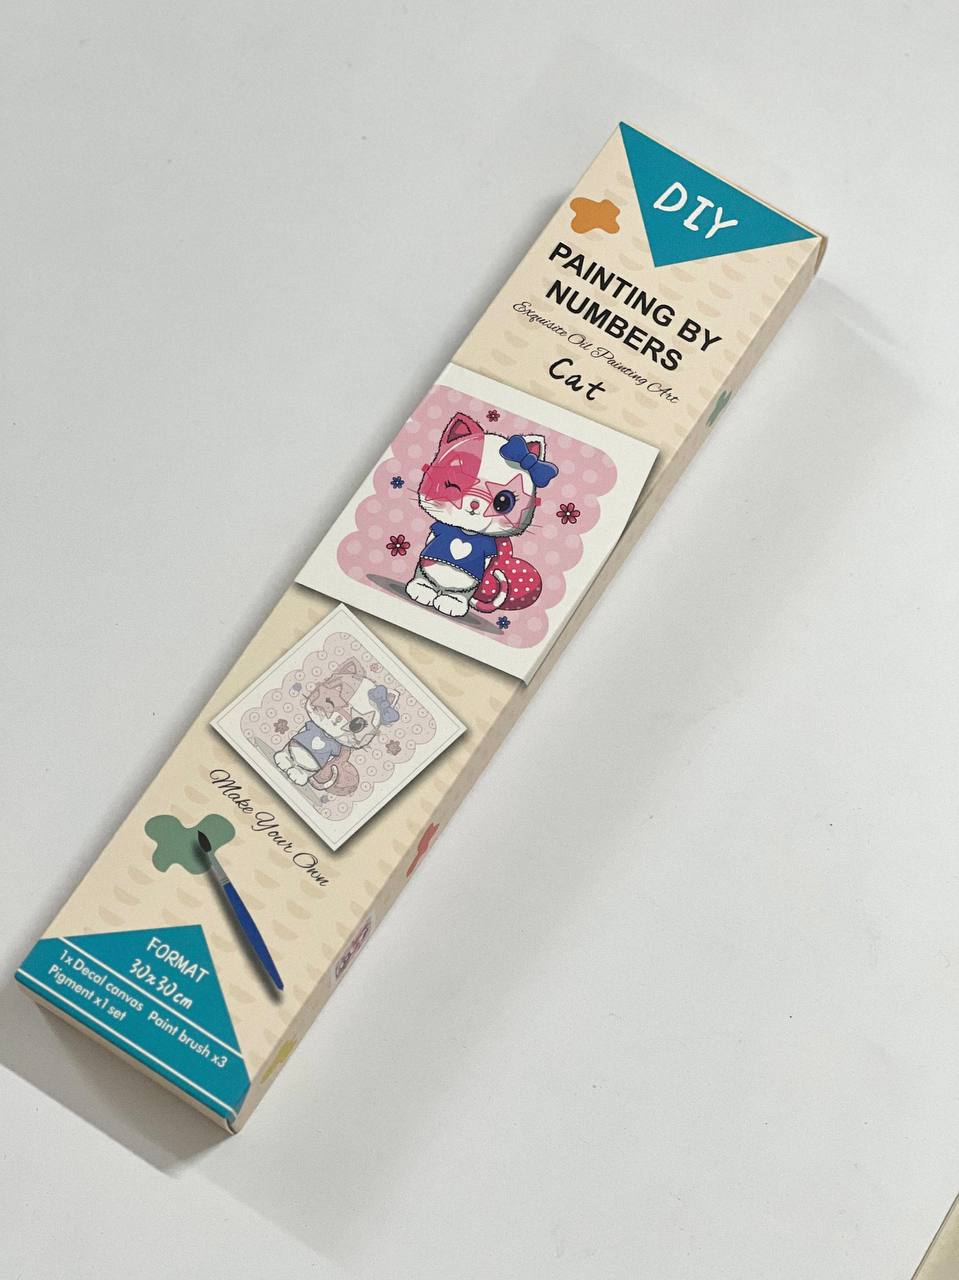 DIY
PAINTING BY
NUMBERS
Exquisite Oil Painting Art
Cat
Make Your Own
FORMAT
30x30cm
1x Decal canvas Paint brush x3
Pigment x1 set